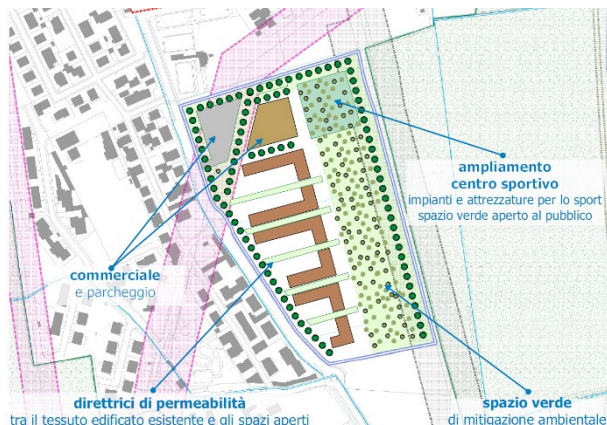 ampliamento
centro sportivo
impianti e attrezzature per lo sport
spazio verde aperto al pubblico
commerciale
e parcheggio
direttrici di permeabilità
tra il tessuto edificato esistente e gli spazi aperti
spazio verde
di mitigazione ambientale